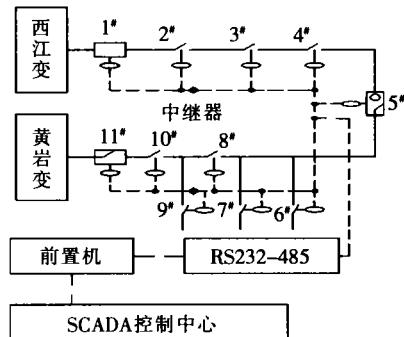 西江变
1# 2# 3# 4#
5#
中继器
黄岩变
11# 10# 8#
9# 7# 6#
前置机 RS232-485
SCADA控制中心